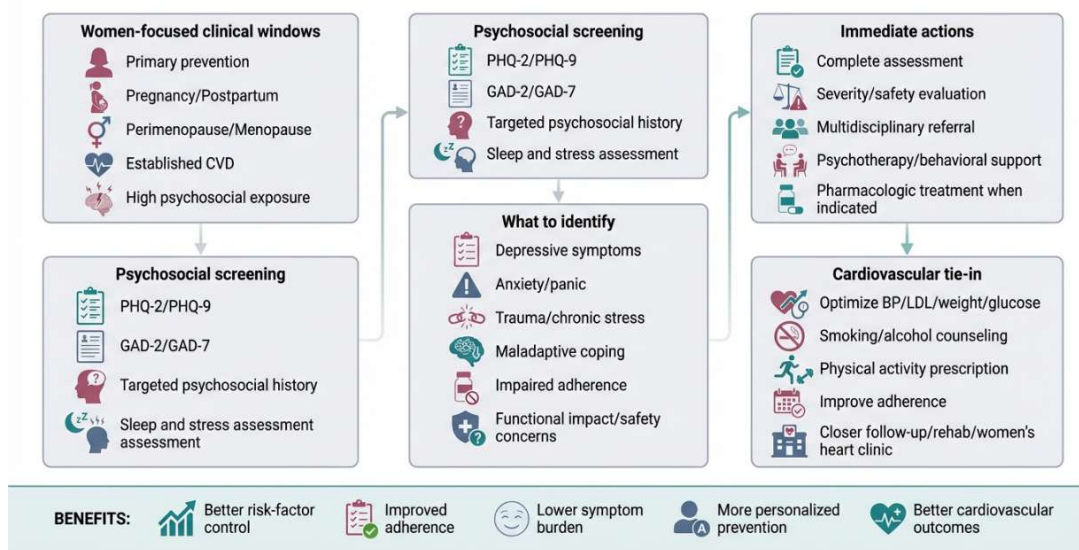 Women-focused clinical windows
Primary prevention
Pregnancy/Postpartum
Perimenopause/Menopause
Established CVD
High psychosocial exposure
Psychosocial screening
PHQ-2/PHQ-9
GAD-2/GAD-7
Targeted psychosocial history
Sleep and stress assessment
assessment
Psychosocial screening
PHQ-2/PHQ-9
GAD-2/GAD-7
Targeted psychosocial history
Sleep and stress assessment
What to identify
Depressive symptoms
Anxiety/panic
Trauma/chronic stress
Maladaptive coping
Impaired adherence
Functional impact/safety
concerns
Immediate actions
Complete assessment
Severity/safety evaluation
Multidisciplinary referral
Psychotherapy/behavioral support
Pharmacologic treatment when
indicated
Cardiovascular tie-in
Optimize BP/LDL/weight/glucose
Smoking/alcohol counseling
Physical activity prescription
Improve adherence
Closer follow-up/rehab/women's
heart clinic
BENEFITS:
Better risk-factor
control
Improved
adherence
Lower symptom
burden
A
More personalized
prevention
Better cardiovascular
outcomes